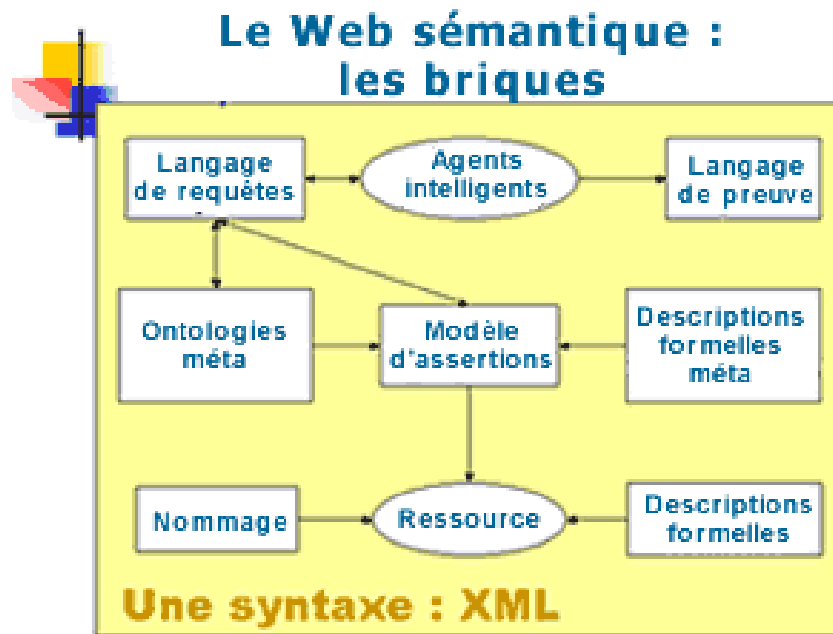 Le Web sémantique :
les briques
Langage
de requêtes
Agents
intelligents
Langage
de preuve
Ontologies
méta
Modèle
d'assertions
Descriptions
formelles
méta
Nommage
Ressource
Descriptions
formelles
Une syntaxe : XML